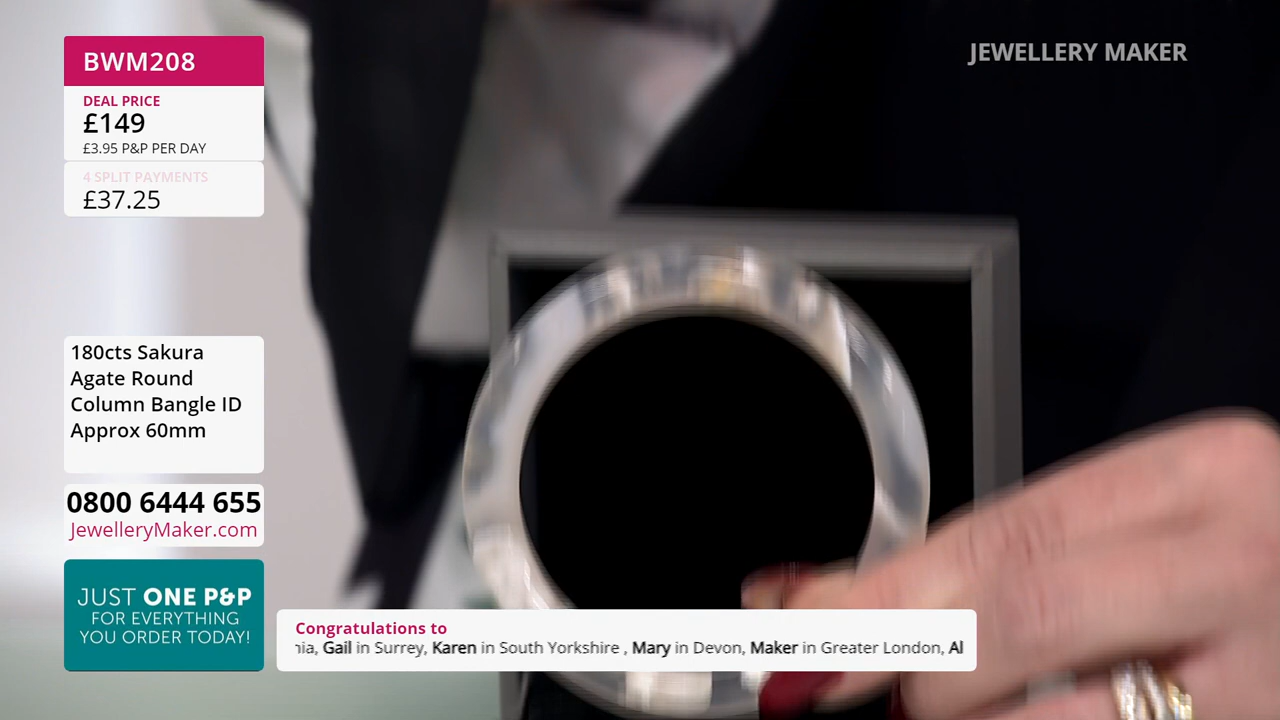 BWM208
DEAL PRICE
£149
£3.95 P&P PER DAY
4 SPLIT PAYMENTS
£37.25
180cts Sakura
Agate Round
Column Bangle ID
Approx 60mm
0800 6444 655
JewelleryMaker.com
JUST ONE P&P
FOR EVERYTHING
YOU ORDER TODAY!
JEWELLERY MAKER
Congratulations to
Gail in Surrey, Karen in South Yorkshire , Mary in Devon, Maker in Greater London,